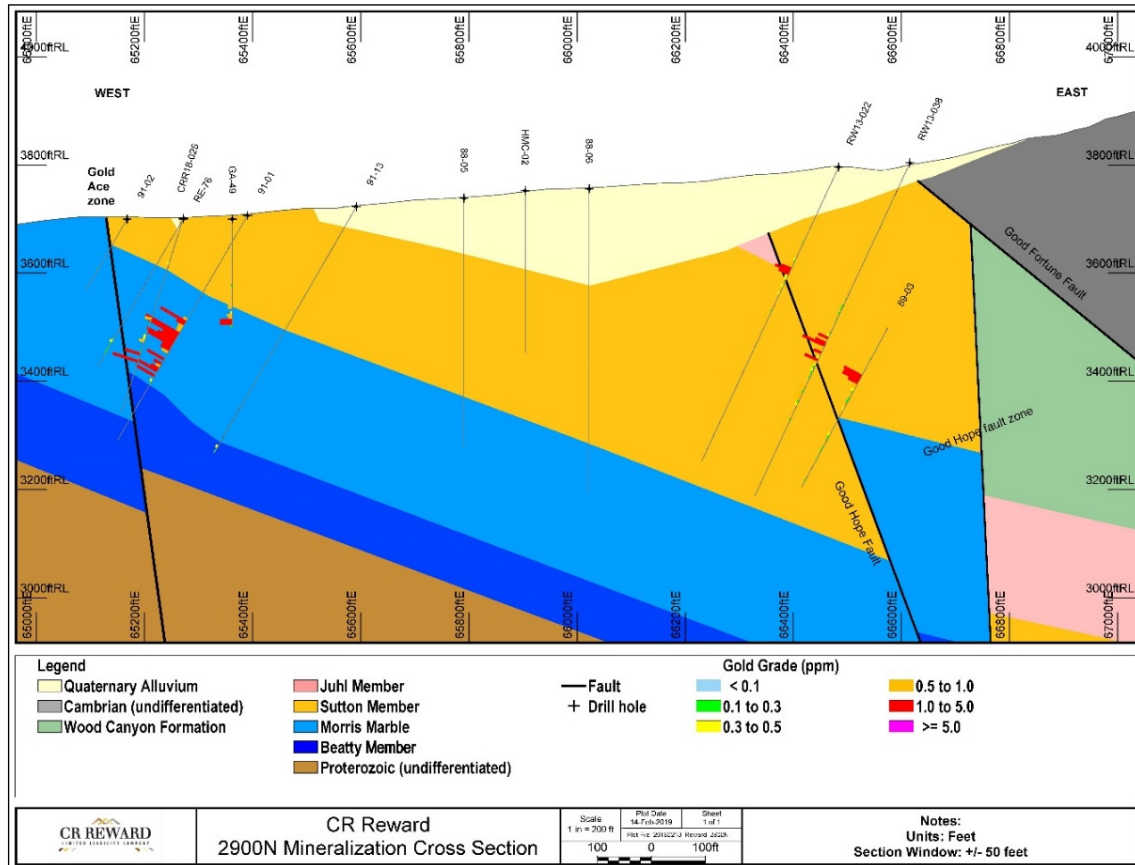 65000ftE
65200ftE
65400ftE
65600ftE
65800ftE
66000ftE
66200ftE
66400ftE
66600ftE
66800ftE
67000ftE
4000ftRL
4000ftRL
WEST
EAST
RW13-022
RW13-038
3800ftRL
3800ftRL
Gold
Ace
zone
91-02
CRR18-026
RE-76
GA-49
91-01
91-13
88-05
HMC-02
88-06
3600ftRL
3600ftRL
Good Fortune Fault
89-03
3400ftRL
3400ftRL
Good Hope fault zone
3200ftRL
3200ftRL
Good Hope Fault
3000ftRL
3000ftRL
65000ftE
65200ftE
65400ftE
65600ftE
65800ftE
66000ftE
66200ftE
66400ftE
66600ftE
66800ftE
67000ftE
Legend
Quaternary Alluvium
Cambrian (undifferentiated)
Wood Canyon Formation
Juhl Member
Sutton Member
Morris Marble
Beatty Member
Proterozoic (undifferentiated)
Fault
Drill hole
Gold Grade (ppm)
< 0.1
0.1 to 0.3
0.3 to 0.5
0.5 to 1.0
1.0 to 5.0
>= 5.0
CR REWARD
LIMITED LIABILITY COMPANY
CR Reward
2900N Mineralization Cross Section
Scale
1 in = 200 ft
Plot Date
14-Feb-2019
Sheet
1 of 1
100 0 100ft
Notes:
Units: Feet
Section Window: +/- 50 feet